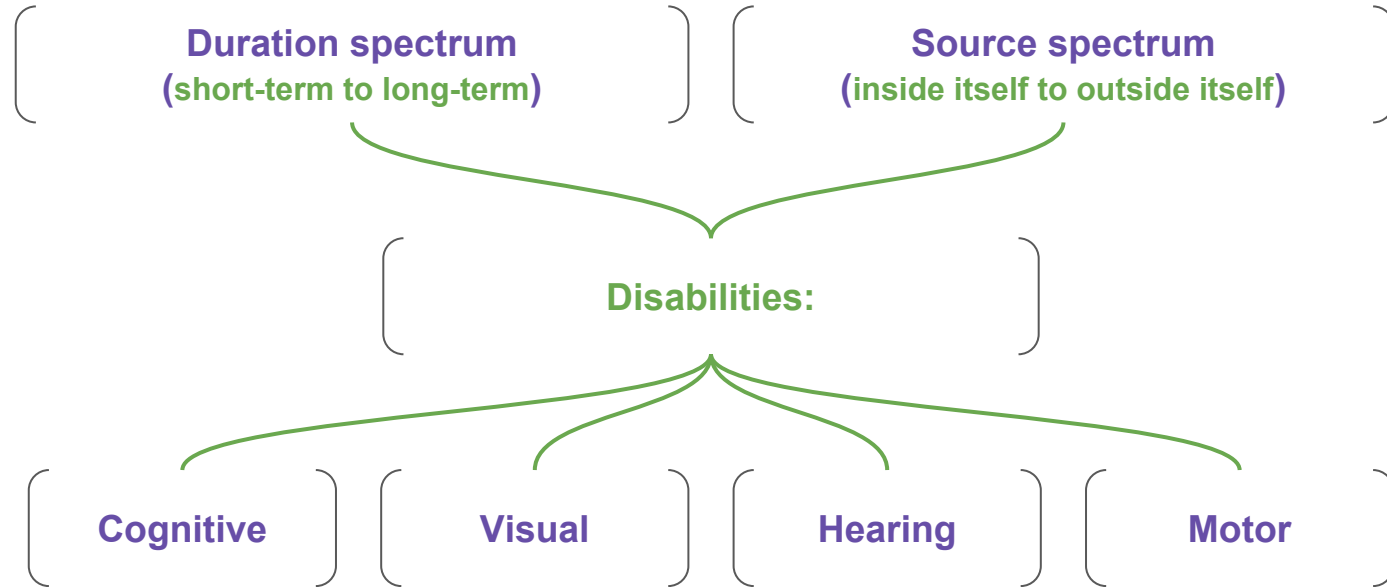 Duration spectrum
(short-term to long-term)
Source spectrum
(inside itself to outside itself)
Disabilities:
Cognitive
Visual
Hearing
Motor